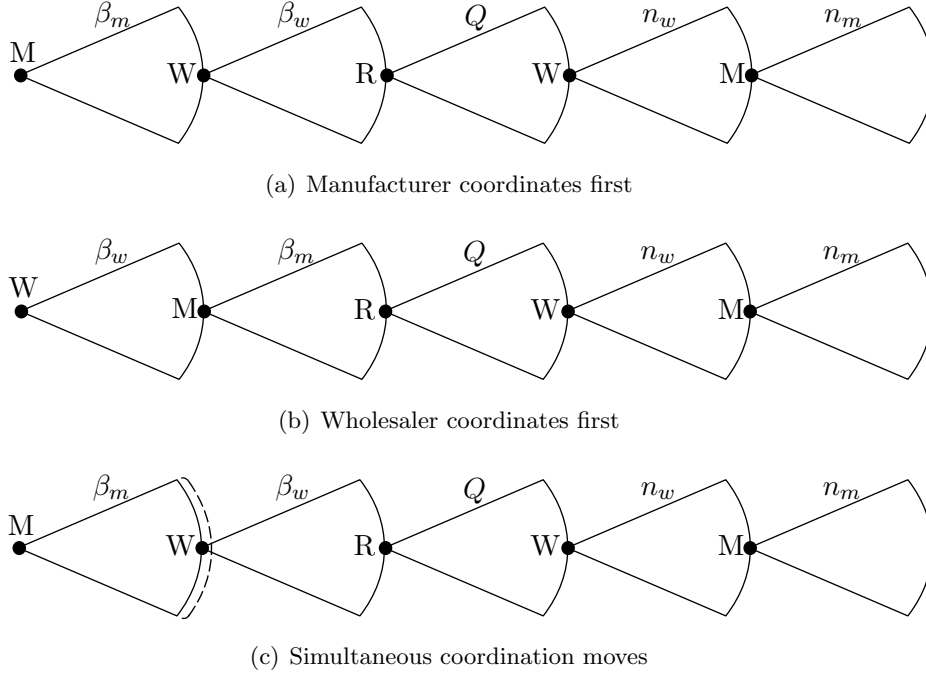 β_m β_w Q n_w n_m
M W R W M
(a) Manufacturer coordinates first
β_w β_m Q n_w n_m
W M R W M
(b) Wholesaler coordinates first
β_m β_w Q n_w n_m
M W R W M
(c) Simultaneous coordination moves